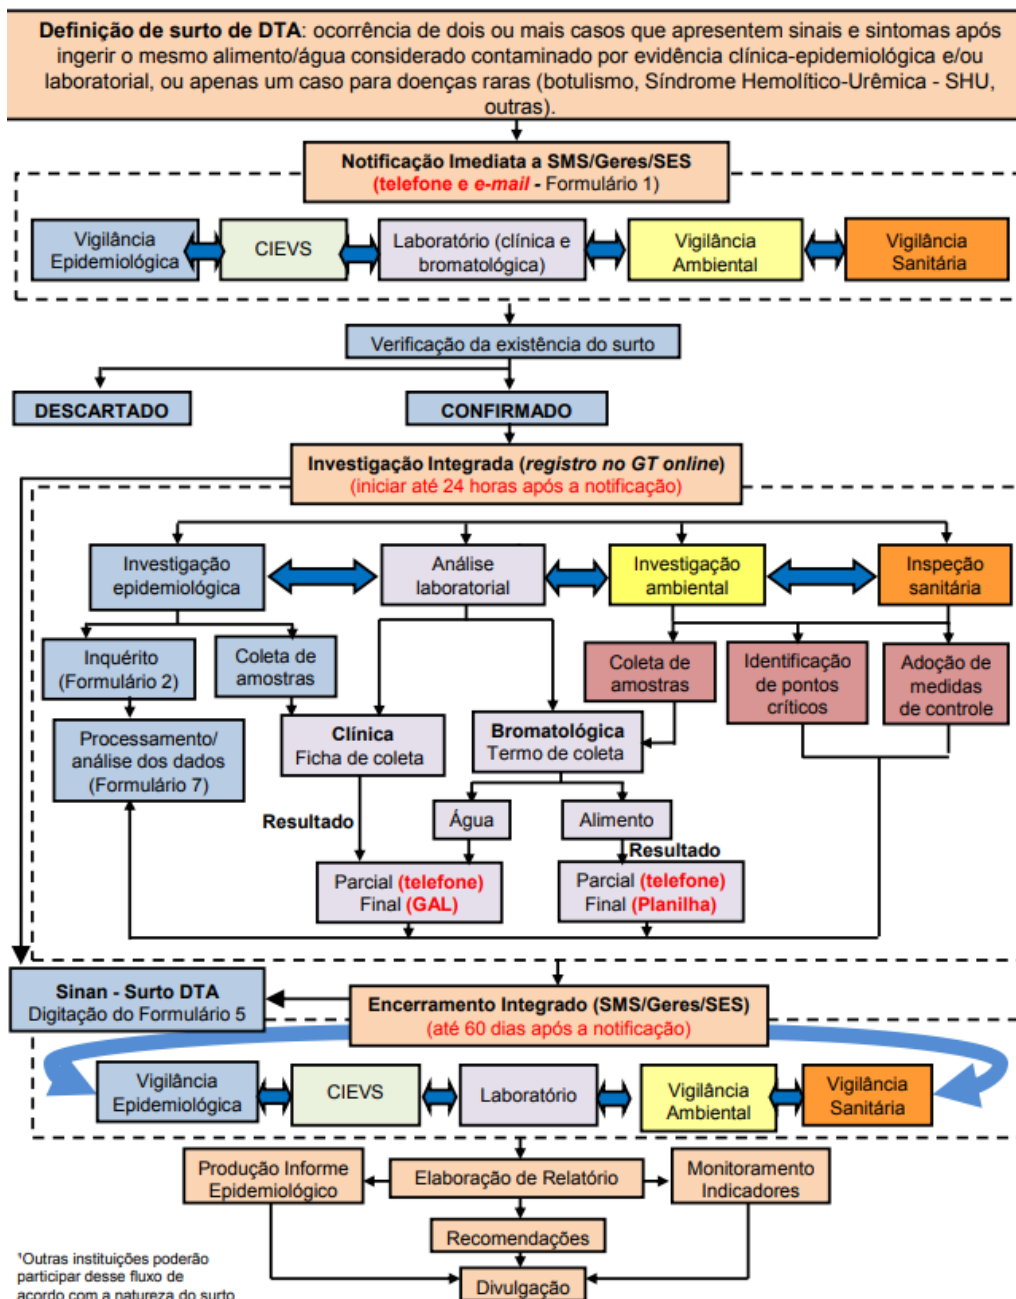 Definição de surto de DTA: ocorrência de dois ou mais casos que apresentem sinais e sintomas após
ingerir o mesmo alimento/água considerado contaminado por evidência clínica-epidemiológica e/ou
laboratorial, ou apenas um caso para doenças raras (botulismo, Síndrome Hemolítico-Urêmica - SHU,
outras).
Notificação Imediata a SMS/Geres/SES
(telefone e e-mail - Formulário 1)
Vigilância
Epidemiológica
CIEVS
Laboratório (clínica e
bromatológica)
Vigilância
Ambiental
Vigilância
Sanitária
Verificação da existência do surto
DESCARTADO
CONFIRMADO
Investigação Integrada (registro no GT online)
(iniciar até 24 horas após a notificação)
Investigação
epidemiológica
Análise
laboratorial
Investigação
ambiental
Inspeção
sanitária
Inquérito
(Formulário 2)
Coleta de
amostras
Coleta de
amostras
Identificação
de pontos
críticos
Adoção de
medidas
de controle
Processamento/
análise dos dados
(Formulário 7)
Clínica
Ficha de coleta
Bromatológica
Termo de coleta
Resultado
Água
Alimento
Resultado
Parcial (telefone)
Final (GAL)
Parcial (telefone)
Final (Planilha)
Sinan - Surto DTA
Digitação do Formulário 5
Encerramento Integrado (SMS/Geres/SES)
(até 60 dias após a notificação)
Vigilância
Epidemiológica
CIEVS
Laboratório
Vigilância
Ambiental
Vigilância
Sanitária
Produção Informe
Epidemiológico
Elaboração de Relatório
Monitoramento
Indicadores
Recomendações
Divulgação
¹Outras instituições poderão
participar desse fluxo de
acordo com a natureza do surto